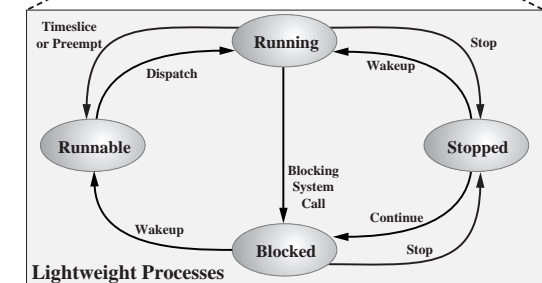 Timeslice
or Preempt
Running
Stop
Dispatch
Wakeup
Runnable
Stopped
Blocking
System
Call
Wakeup
Continue
Blocked
Stop
Lightweight Processes